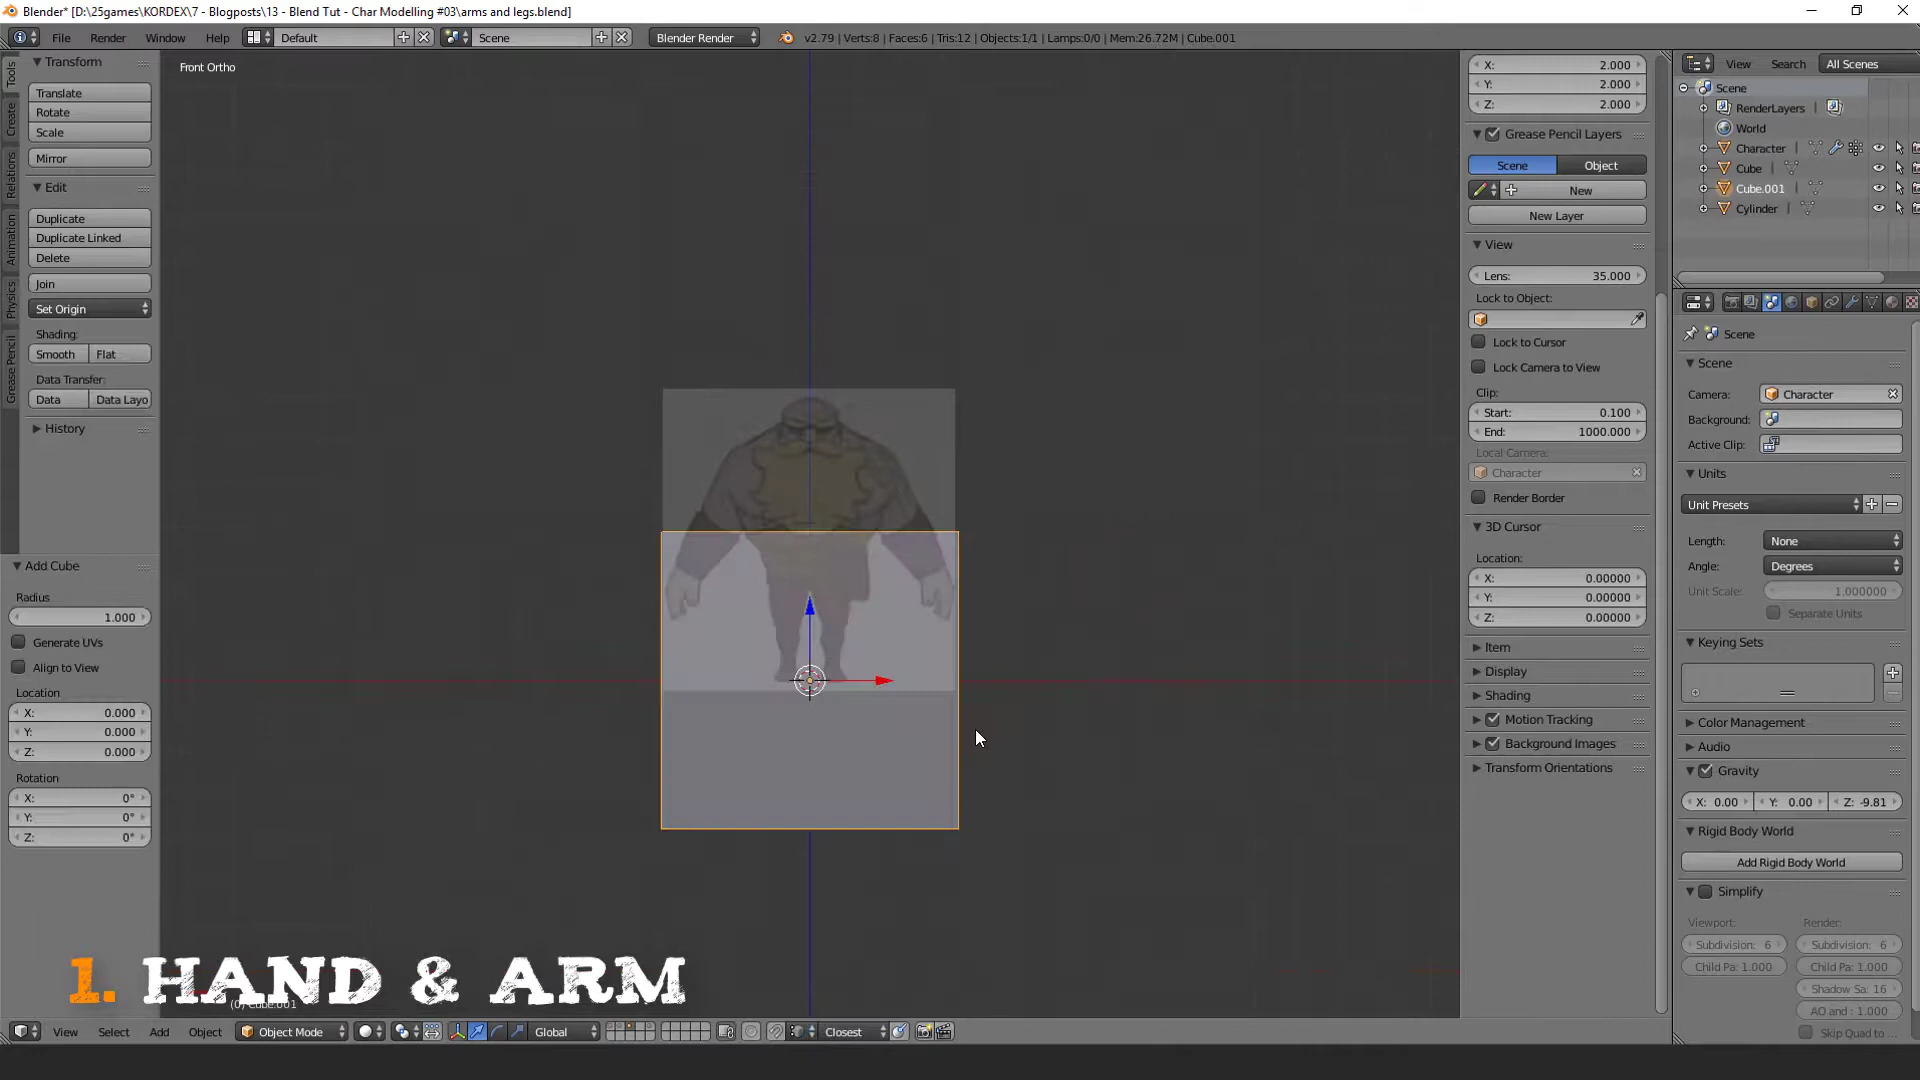 Blender* [D:\25games\KORDEX\7 - Blogposts\13 - Blend Tut - Char Modelling #03\arms and legs.blend]
File Render Window Help Default Scene Blender Render v2.79 | Verts:8 | Faces:6 | Tris:12 | Objects:1/1 | Lamps:0/0 | Mem:26.72M | Cube.001
Tools
Create
Relations
Animation
Physics
Grease Pencil
Transform
Translate
Rotate
Scale
Mirror
Edit
Duplicate
Duplicate Linked
Delete
Join
Set Origin
Shading:
Smooth Flat
Data Transfer:
Data Data Layo
History
Add Cube
Radius
1.000
Generate UVs
Align to View
Location
X: 0.000
Y: 0.000
Z: 0.000
Rotation
X: 0°
Y: 0°
Z: 0°
Front Ortho
1. HAND & ARM
(0) Cube.001
View Select Add Object Object Mode Global Closest
X: 2.000
Y: 2.000
Z: 2.000
Grease Pencil Layers
Scene Object
New
New Layer
View
Lens: 35.000
Lock to Object:
Lock to Cursor
Lock Camera to View
Clip:
Start: 0.100
End: 1000.000
Local Camera:
Character
Render Border
3D Cursor
Location:
X: 0.00000
Y: 0.00000
Z: 0.00000
Item
Display
Shading
Motion Tracking
Background Images
Transform Orientations
View Search All Scenes
Scene
RenderLayers
World
Character
Cube
Cube.001
Cylinder
Scene
Scene
Camera: Character
Background:
Active Clip:
Units
Unit Presets
Length: None
Angle: Degrees
Unit Scale: 1.000000
Separate Units
Keying Sets
Color Management
Audio
Gravity
X: 0.00 Y: 0.00 Z: -9.81
Rigid Body World
Add Rigid Body World
Simplify
Viewport: Render:
Subdivision: 6 Subdivision: 6
Child Pa: 1.000 Child Pa: 1.000
Shadow Sa: 16
AO and : 1.000
Skip Quad to ...